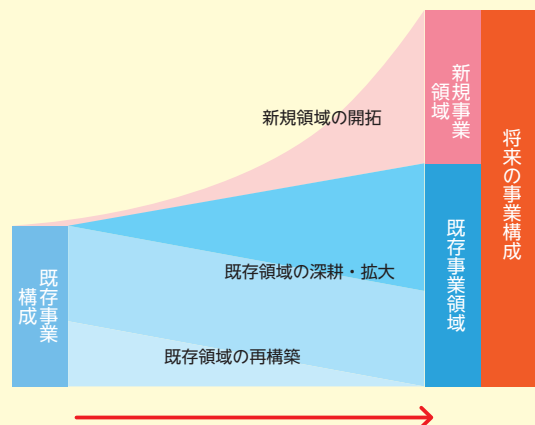 新規領域の開拓
既存領域の深耕・拡大
既存領域の再構築
既存事業
構成
新規事業
領域
既存事業領域
将来の事業構成